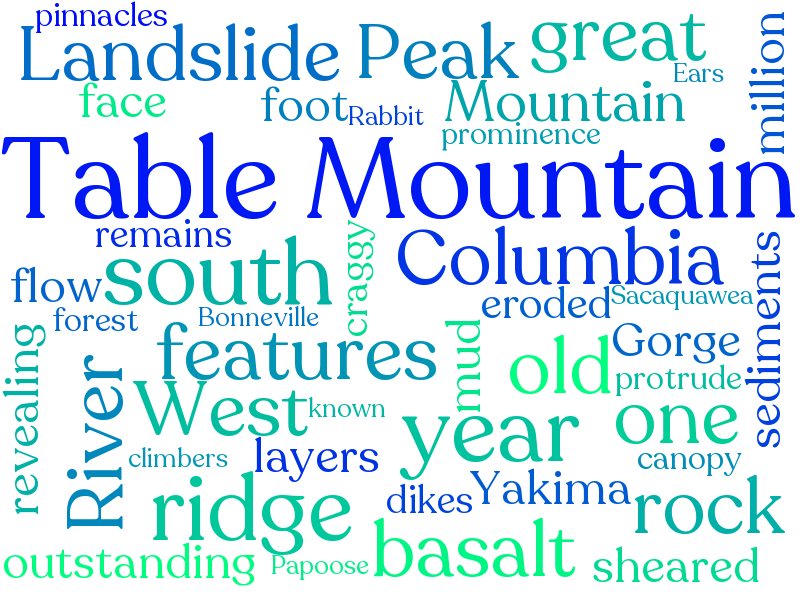 pinnacles
Landslide
Peak
great
Ears
million
face
foot
Rabbit
Mountain
prominence
Table Mountain
remains
south
craggy
Columbia
sediments
flow
eroded
Sacaquawea
forest
Bonneville
revealing
features
mud
old
Gorge
protrude
River
West
known
year
one
climbers
layers
canopy
ridge
dikes
Yakima
rock
outstanding
Papoose
basalt
sheared